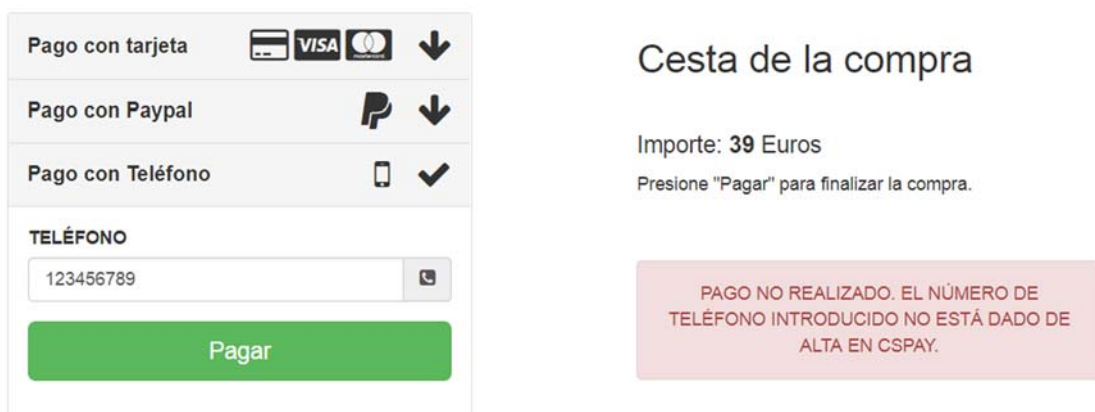 Pago con tarjeta
VISA
Pago con Paypal
Pago con Teléfono
TELÉFONO
123456789
Pagar
Cesta de la compra
Importe: 39 Euros
Presione "Pagar" para finalizar la compra.
PAGO NO REALIZADO. EL NÚMERO DE
TELÉFONO INTRODUCIDO NO ESTÁ DADO DE
ALTA EN CSPAY.